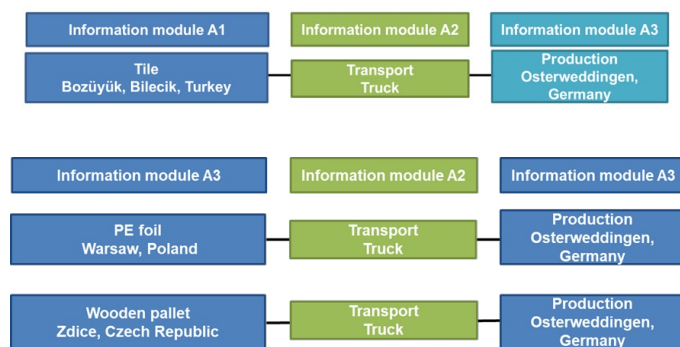 Information module A1
Information module A2
Information module A3
Tile
Bozüyük, Bilecik, Turkey
Transport
Truck
Production
Osterweddingen,
Germany
Information module A3
Information module A2
Information module A3
PE foil
Warsaw, Poland
Transport
Truck
Production
Osterweddingen,
Germany
Wooden pallet
Zdice, Czech Republic
Transport
Truck
Production
Osterweddingen,
Germany